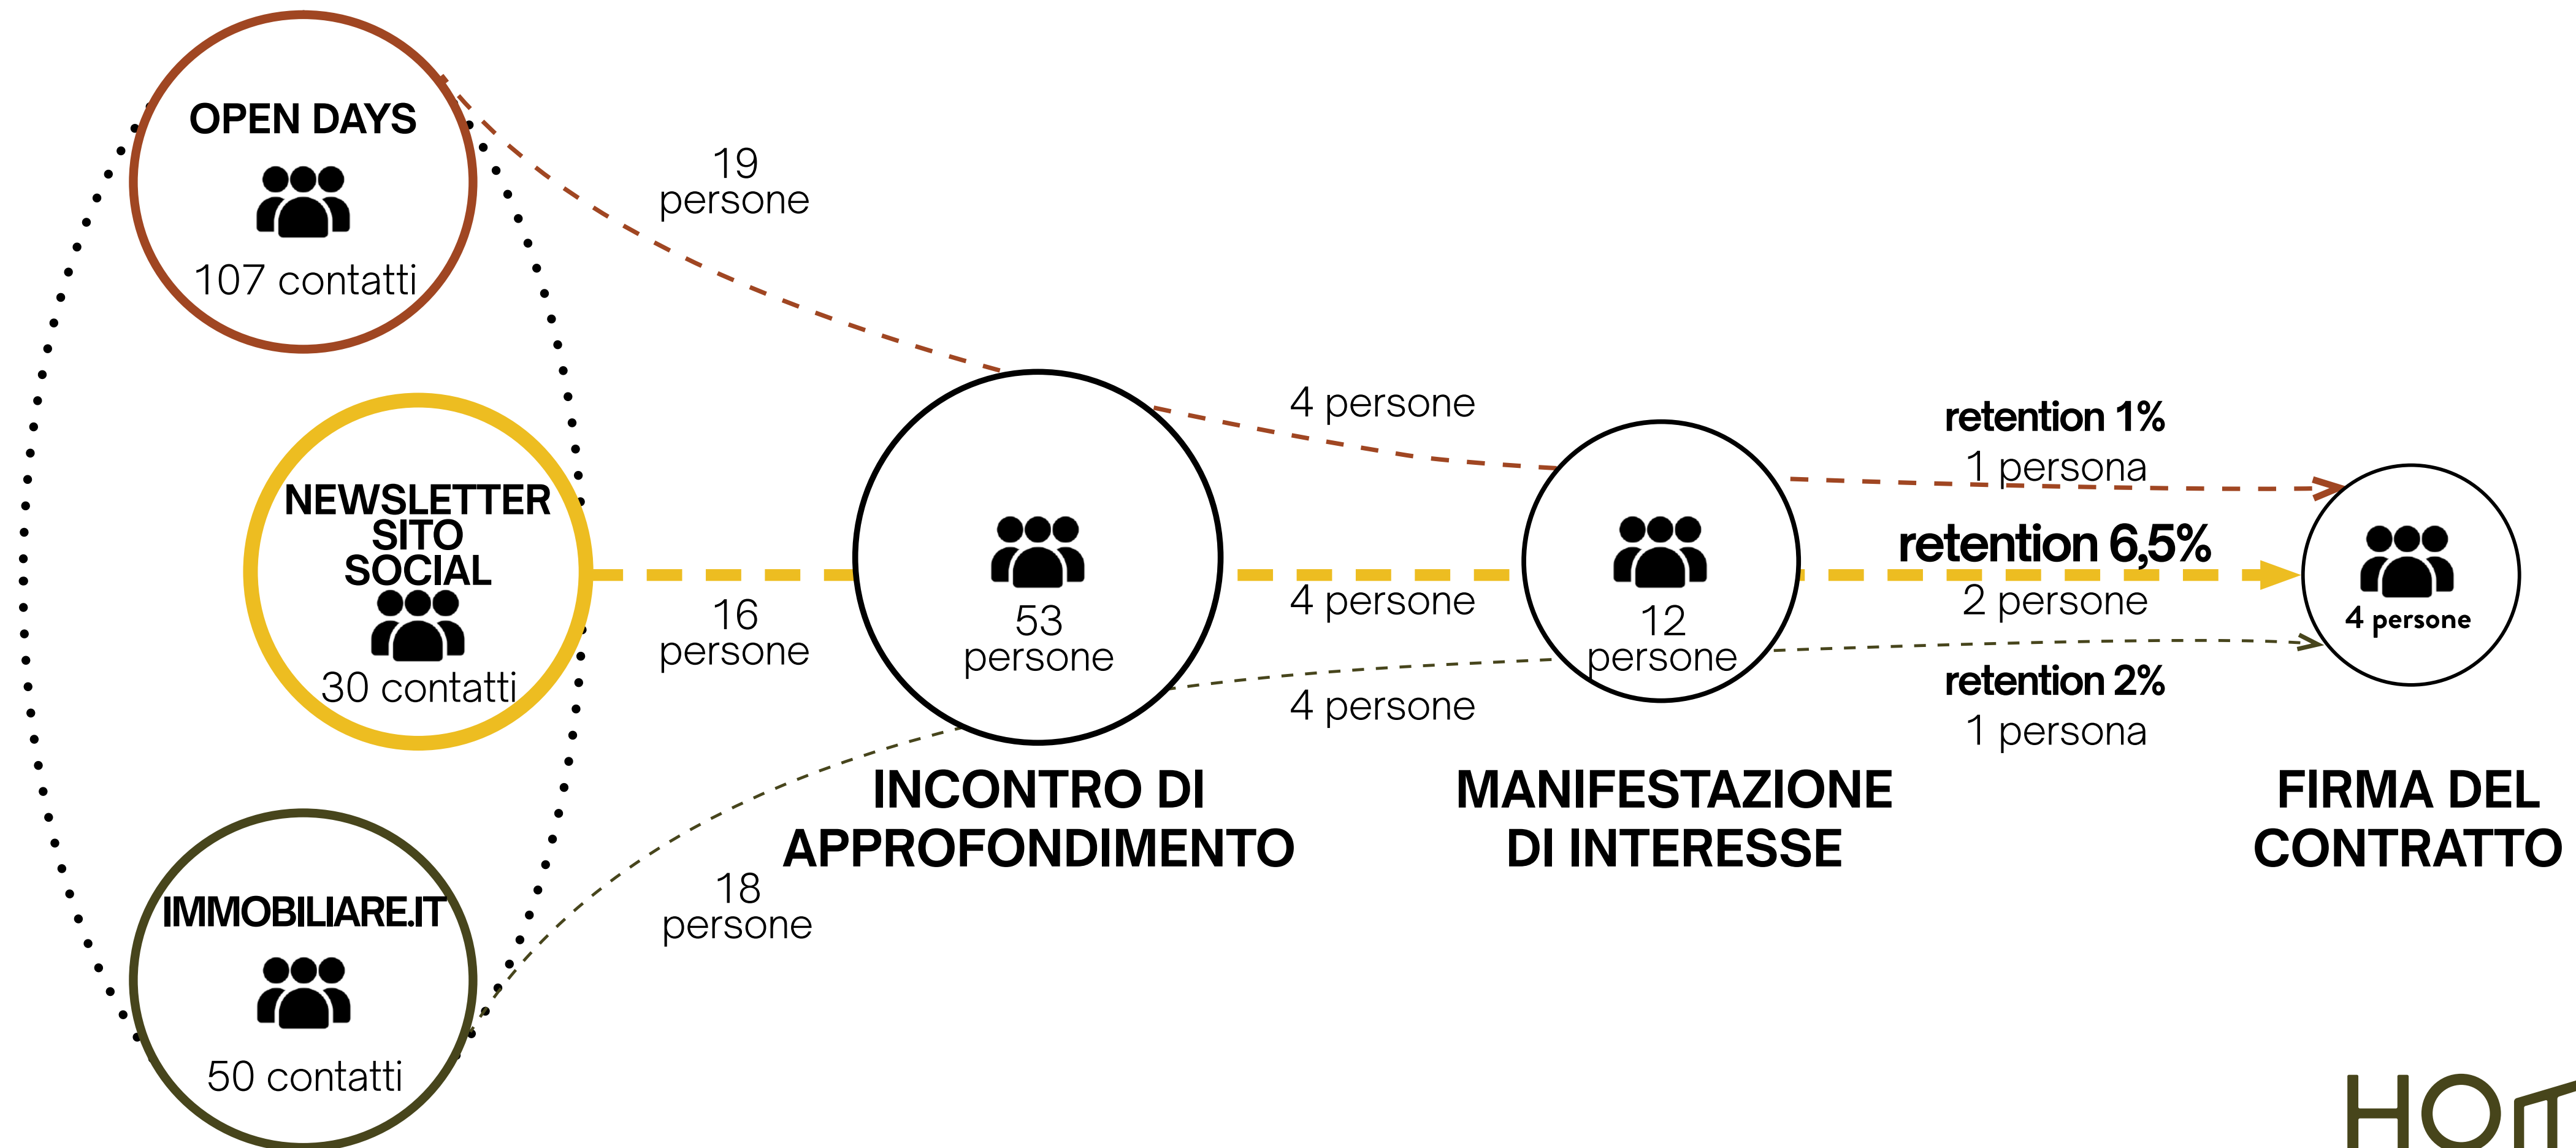 OPEN DAYS
107 contatti
NEWSLETTER
SITO
SOCIAL
30 contatti
IMMOBILIARE.IT
50 contatti
19
persone
16
persone
18
persone
53
persone
INCONTRO DI
APPROFONDIMENTO
4 persone
4 persone
4 persone
12
persone
MANIFESTAZIONE
DI INTERESSE
retention 1%
1 persona
retention 6,5%
2 persone
retention 2%
1 persona
4 persone
FIRMA DEL
CONTRATTO